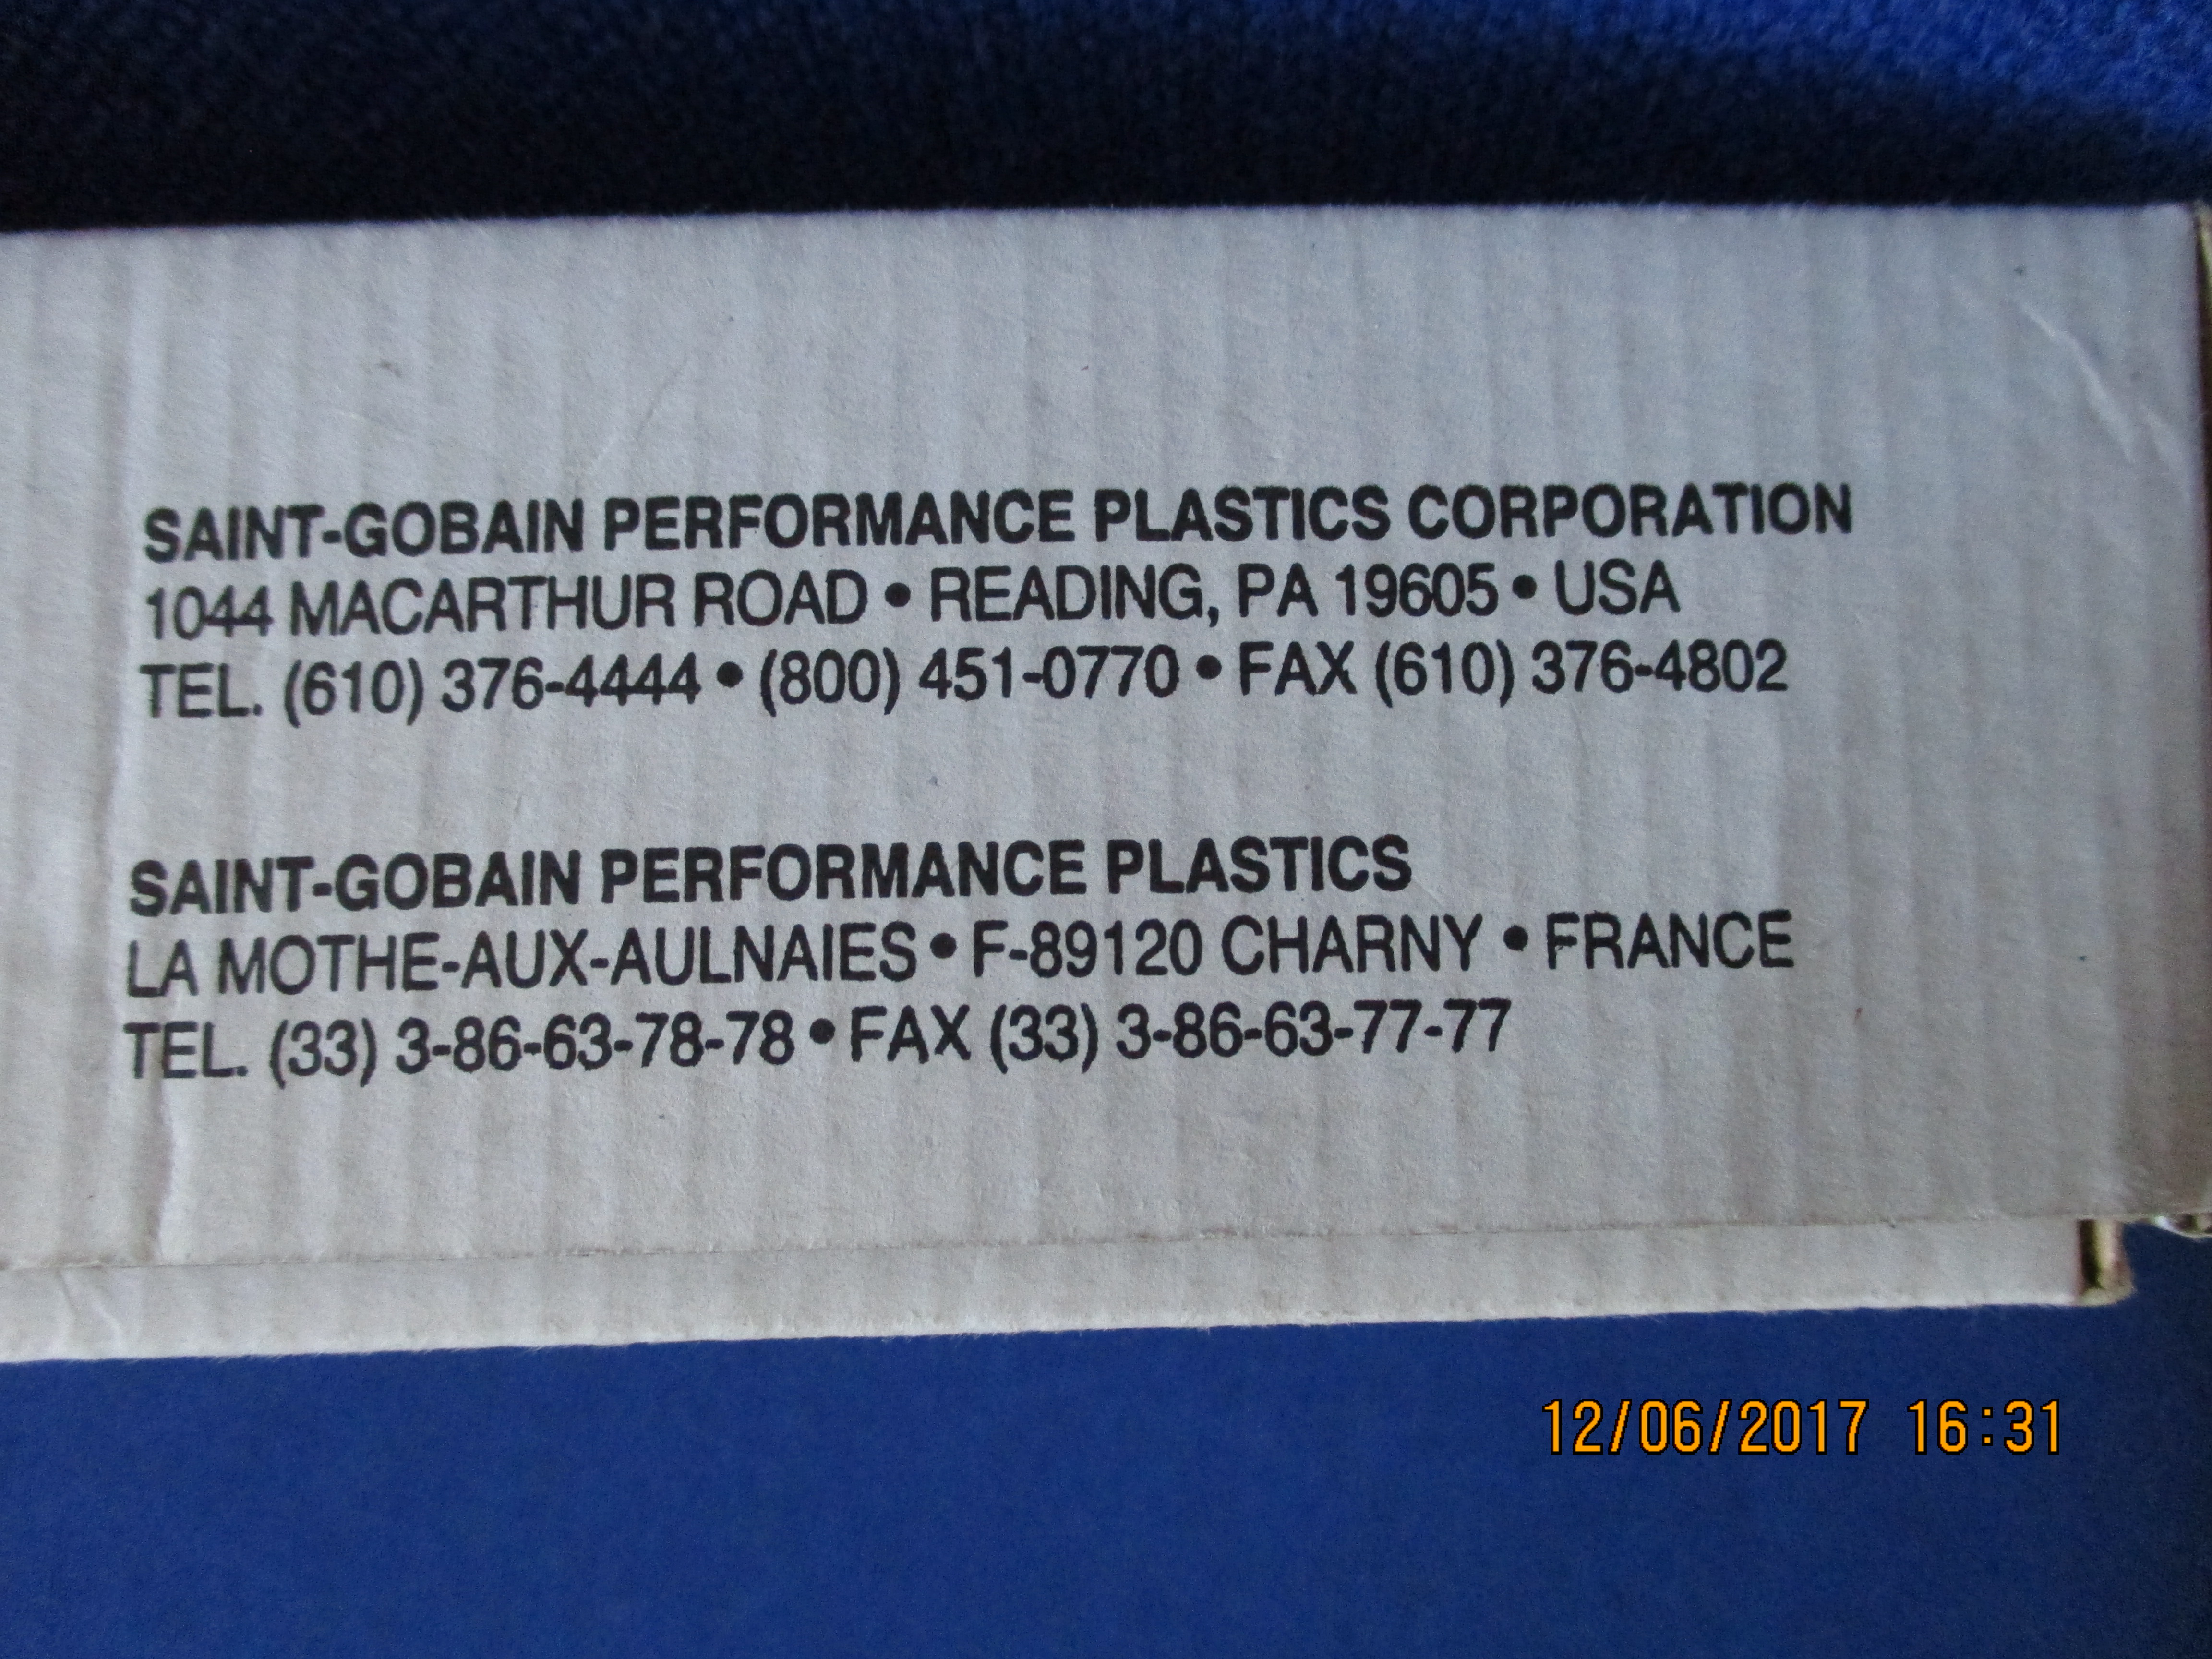 SAINT-GOBAIN PERFORMANCE PLASTICS CORPORATION
1044 MACARTHUR ROAD • READING, PA 19605 • USA
TEL. (610) 376-4444 • (800) 451-0770 • FAX (610) 376-4802
SAINT-GOBAIN PERFORMANCE PLASTICS
LA MOTHE-AUX-AULNAIES • F-89120 CHARNY • FRANCE
TEL. (33) 3-86-63-78-78 • FAX (33) 3-86-63-77-77
12/06/2017 16:31